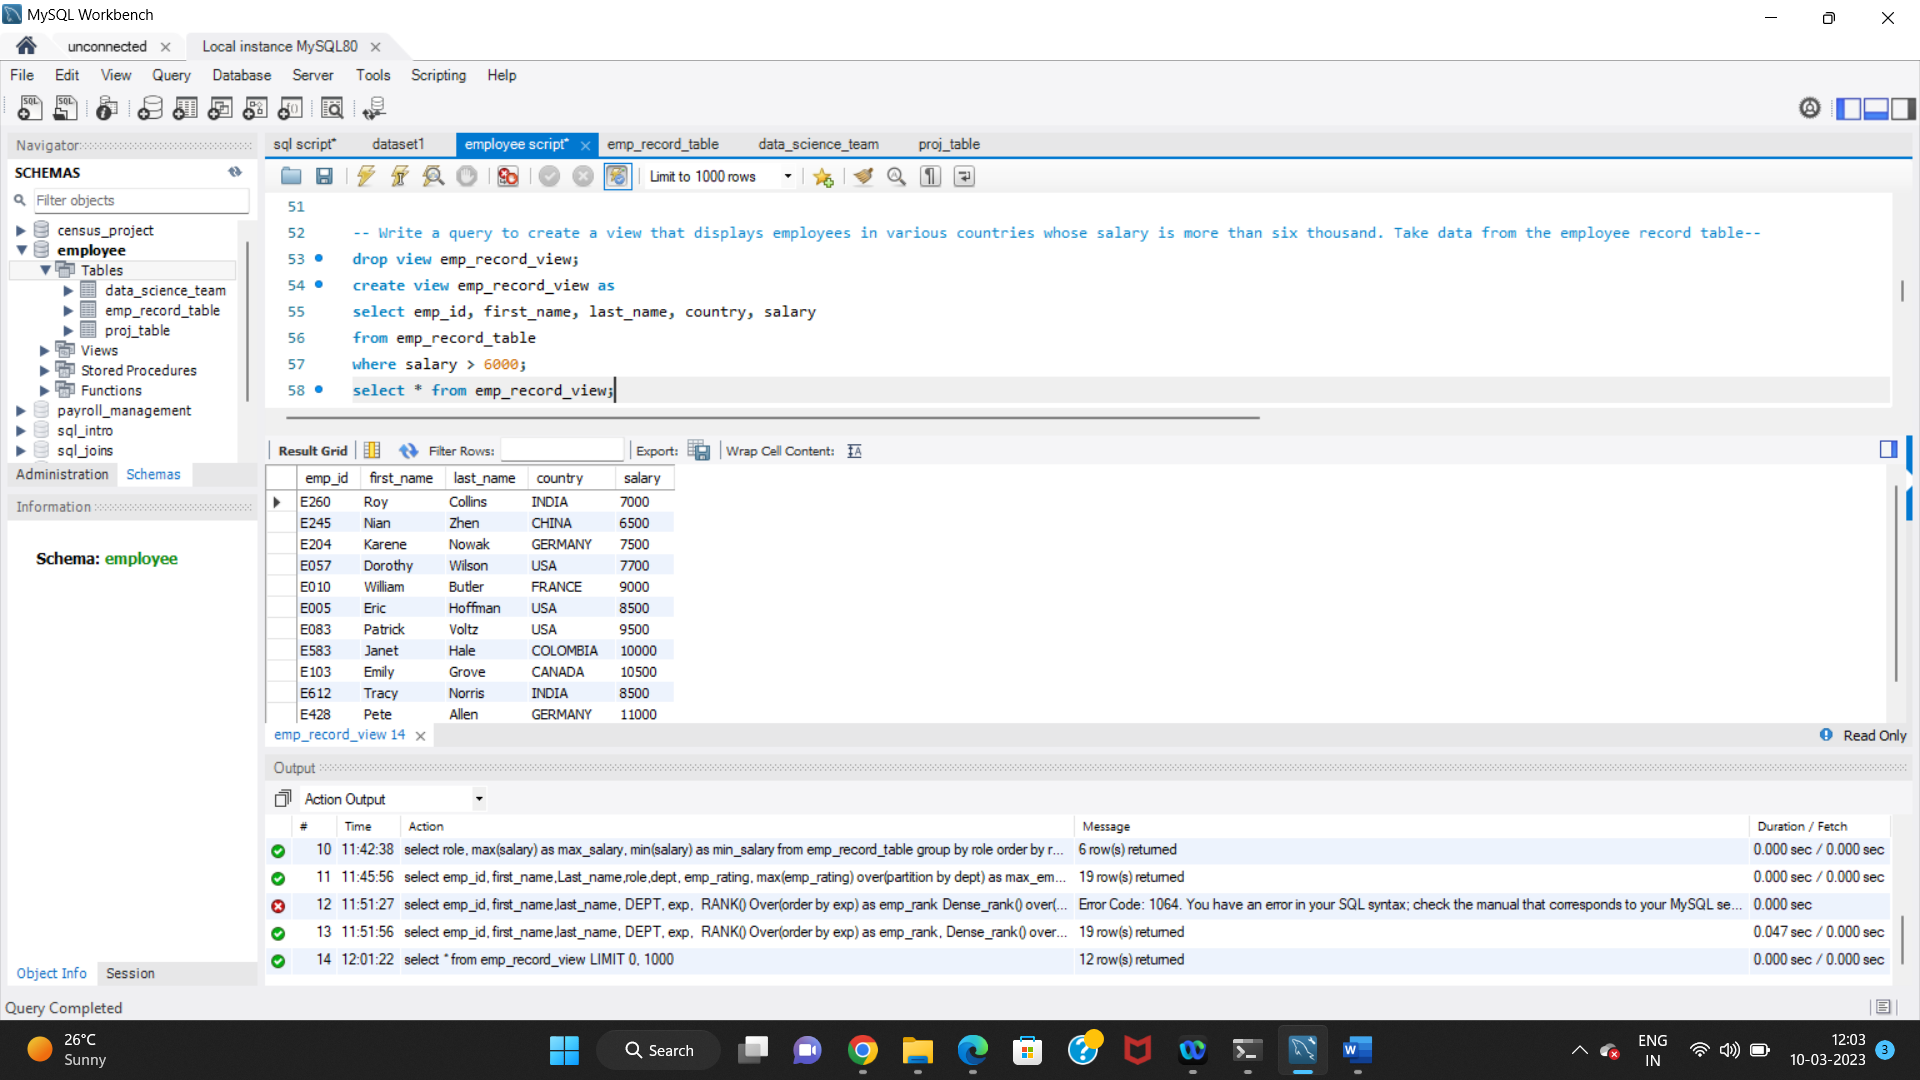 MySQL Workbench
unconnected
Local instance MySQL80
File Edit View Query Database Server Tools Scripting Help
Navigator
SCHEMAS
Filter objects
census_project
employee
Tables
data_science_team
emp_record_table
proj_table
Views
Stored Procedures
Functions
payroll_management
sql_intro
sql_joins
Administration Schemas
Information
Schema: employee
Object Info Session
sql script* dataset1 employee script* emp_record_table data_science_team proj_table
Limit to 1000 rows
51
52 -- Write a query to create a view that displays employees in various countries whose salary is more than six thousand. Take data from the employee record table--
53 drop view emp_record_view;
54 create view emp_record_view as
55 select emp_id, first_name, last_name, country, salary
56 from emp_record_table
57 where salary > 6000;
58 select * from emp_record_view;
Result Grid Filter Rows: Export: Wrap Cell Content:
emp_id first_name last_name country salary
E260 Roy Collins INDIA 7000
E245 Nian Zhen CHINA 6500
E204 Karene Nowak GERMANY 7500
E057 Dorothy Wilson USA 7700
E010 William Butler FRANCE 9000
E005 Eric Hoffman USA 8500
E083 Patrick Voltz USA 9500
E583 Janet Hale COLOMBIA 10000
E103 Emily Grove CANADA 10500
E612 Tracy Norris INDIA 8500
E428 Pete Allen GERMANY 11000
emp_record_view 14
Read Only
Output
Action Output
# Time Action Message Duration / Fetch
10 11:42:38 select role, max(salary) as max_salary, min(salary) as min_salary from emp_record_table group by role order by r... 6 row(s) returned 0.000 sec / 0.000 sec
11 11:45:56 select emp_id, first_name,Last_name,role,dept, emp_rating, max(emp_rating) over(partition by dept) as max_em... 19 row(s) returned 0.000 sec / 0.000 sec
12 11:51:27 select emp_id, first_name,last_name, DEPT, exp, RANK() Over(order by exp) as emp_rank Dense_rank() over(... Error Code: 1064. You have an error in your SQL syntax; check the manual that corresponds to your MySQL se... 0.000 sec
13 11:51:56 select emp_id, first_name,last_name, DEPT, exp, RANK() Over(order by exp) as emp_rank, Dense_rank() over... 19 row(s) returned 0.047 sec / 0.000 sec
14 12:01:22 select * from emp_record_view LIMIT 0, 1000 12 row(s) returned 0.000 sec / 0.000 sec
Query Completed
26°C
Sunny
Search
ENG
IN
12:03
10-03-2023
3